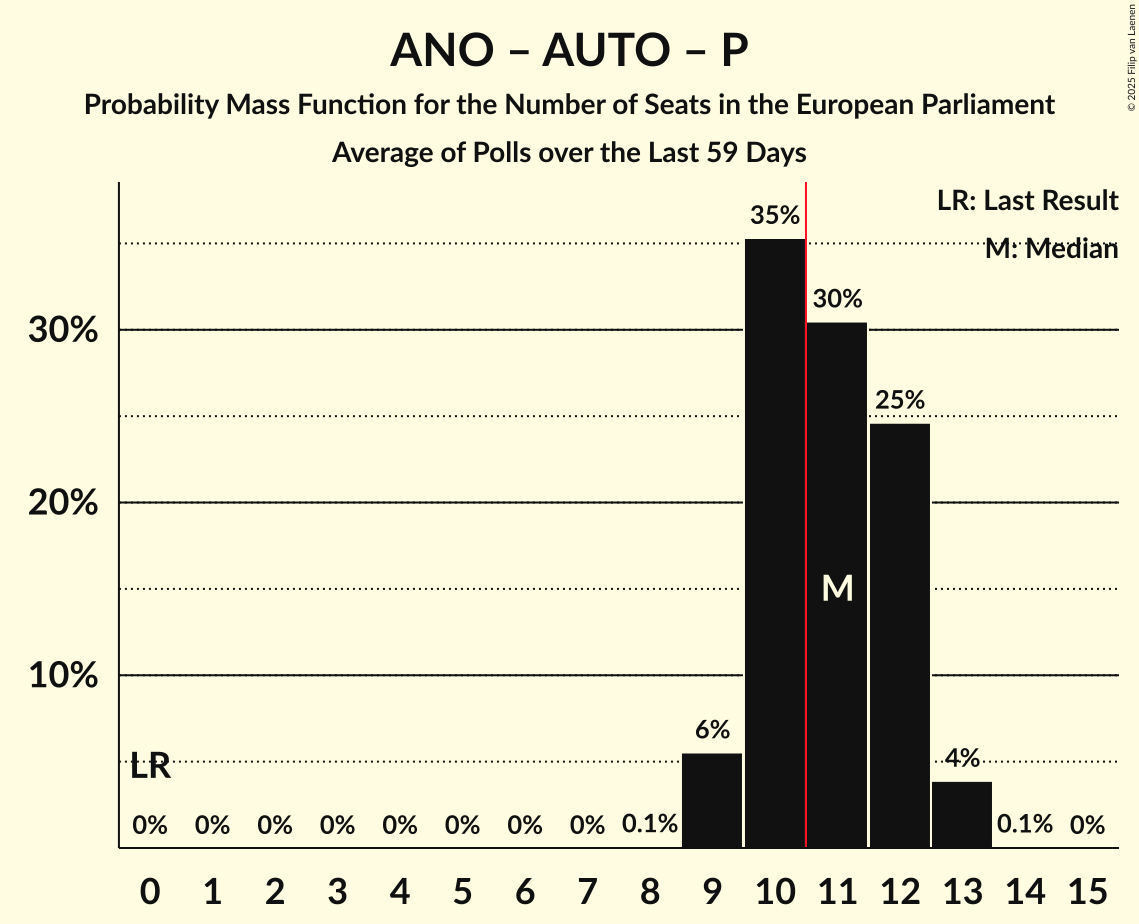 ANO – AUTO – P
Probability Mass Function for the Number of Seats in the European Parliament
Average of Polls over the Last 59 Days
© 2025 Filip van Laenen
LR: Last Result
M: Median
35%
30%
25%
6%
4%
0% 0% 0% 0% 0% 0% 0% 0% 0.1% 0.1% 0%
30%
20%
10%
LR
M
0 1 2 3 4 5 6 7 8 9 10 11 12 13 14 15